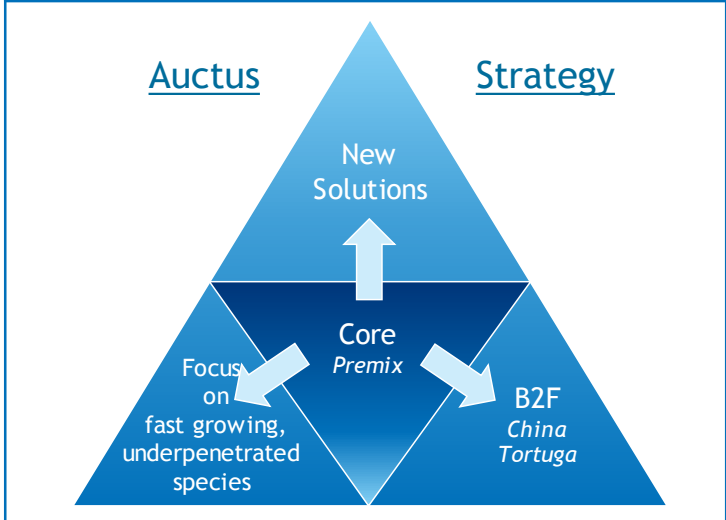 Auctus
Strategy
New
Solutions
Core
Premix
Focus
on
fast growing,
underpenetrated
species
B2F
China
Tortuga